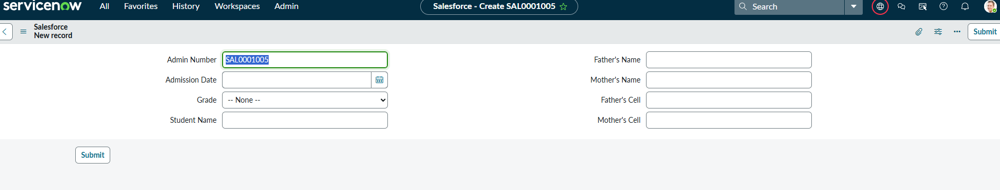 servicenow All Favorites History Workspaces Admin Salesforce - Create SAL0001005 Search
Salesforce
New record
Submit
Admin Number SAL0001005
Admission Date
Grade -- None --
Student Name
Father's Name
Mother's Name
Father's Cell
Mother's Cell
Submit